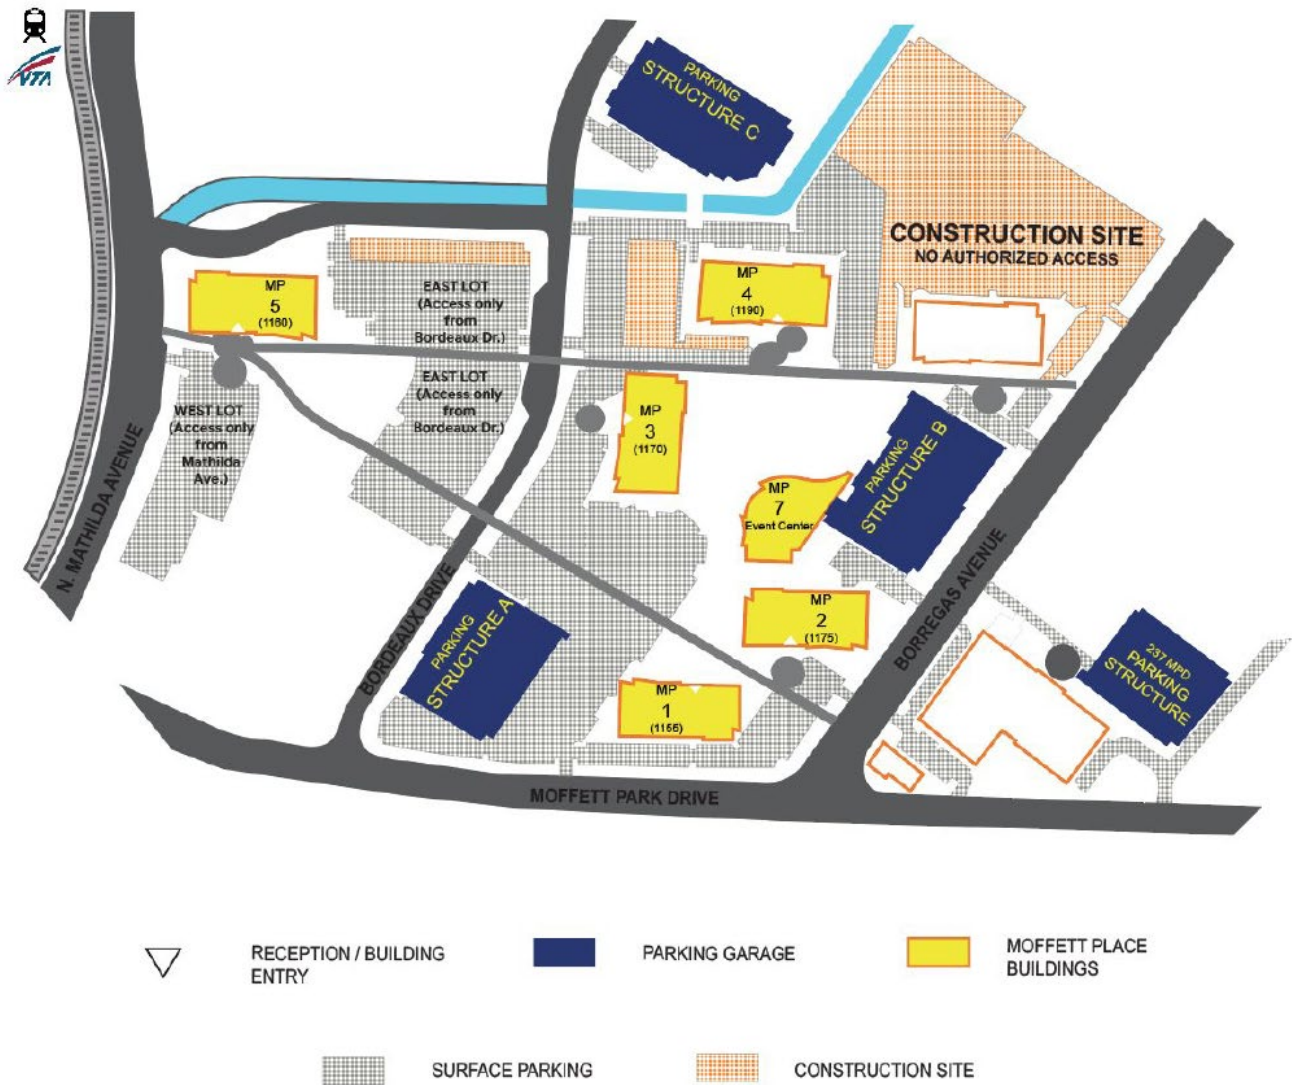 VTA
PARKING
STRUCTURE C
CONSTRUCTION SITE
NO AUTHORIZED ACCESS
MP
5
(1160)
EAST LOT
(Access only
from
Bordeaux Dr.)
MP
4
(1190)
EAST LOT
(Access only
from
Bordeaux Dr.)
WEST LOT
(Access only
from
Mathilda
Ave.)
MP
3
(1170)
PARKING
STRUCTURE B
MP
7
Event Center
N. MATHILDA AVENUE
BORDEAUX DRIVE
PARKING
STRUCTURE A
MP
2
(1175)
BORREGAS AVENUE
237 MPD
PARKING
STRUCTURE
MP
1
(1155)
MOFFETT PARK DRIVE
RECEPTION / BUILDING
ENTRY
PARKING GARAGE
MOFFETT PLACE
BUILDINGS
SURFACE PARKING
CONSTRUCTION SITE